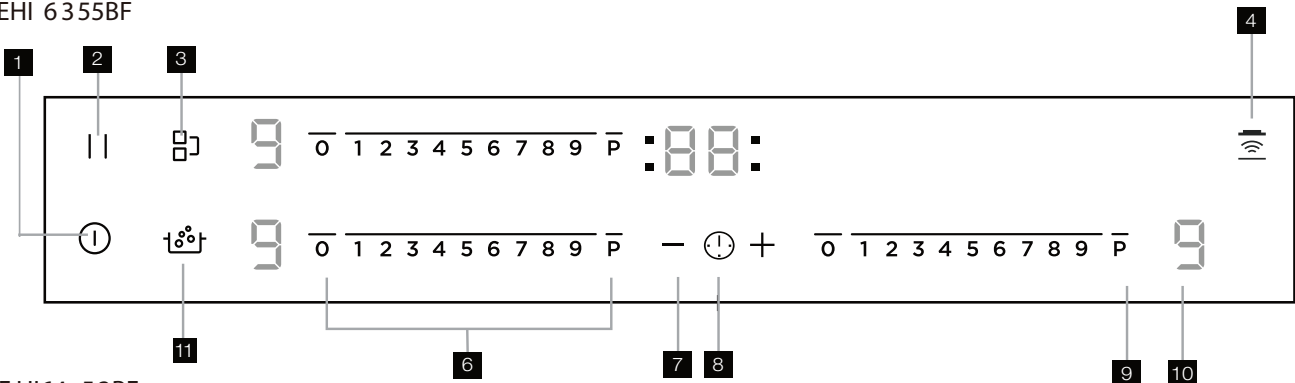 EHI 6355BF
4
1 2 3
9 0 1 2 3 4 5 6 7 8 9 P :88:
9 0 1 2 3 4 5 6 7 8 9 P — + 0 1 2 3 4 5 6 7 8 9 P 9
11 6 7 8 9 10